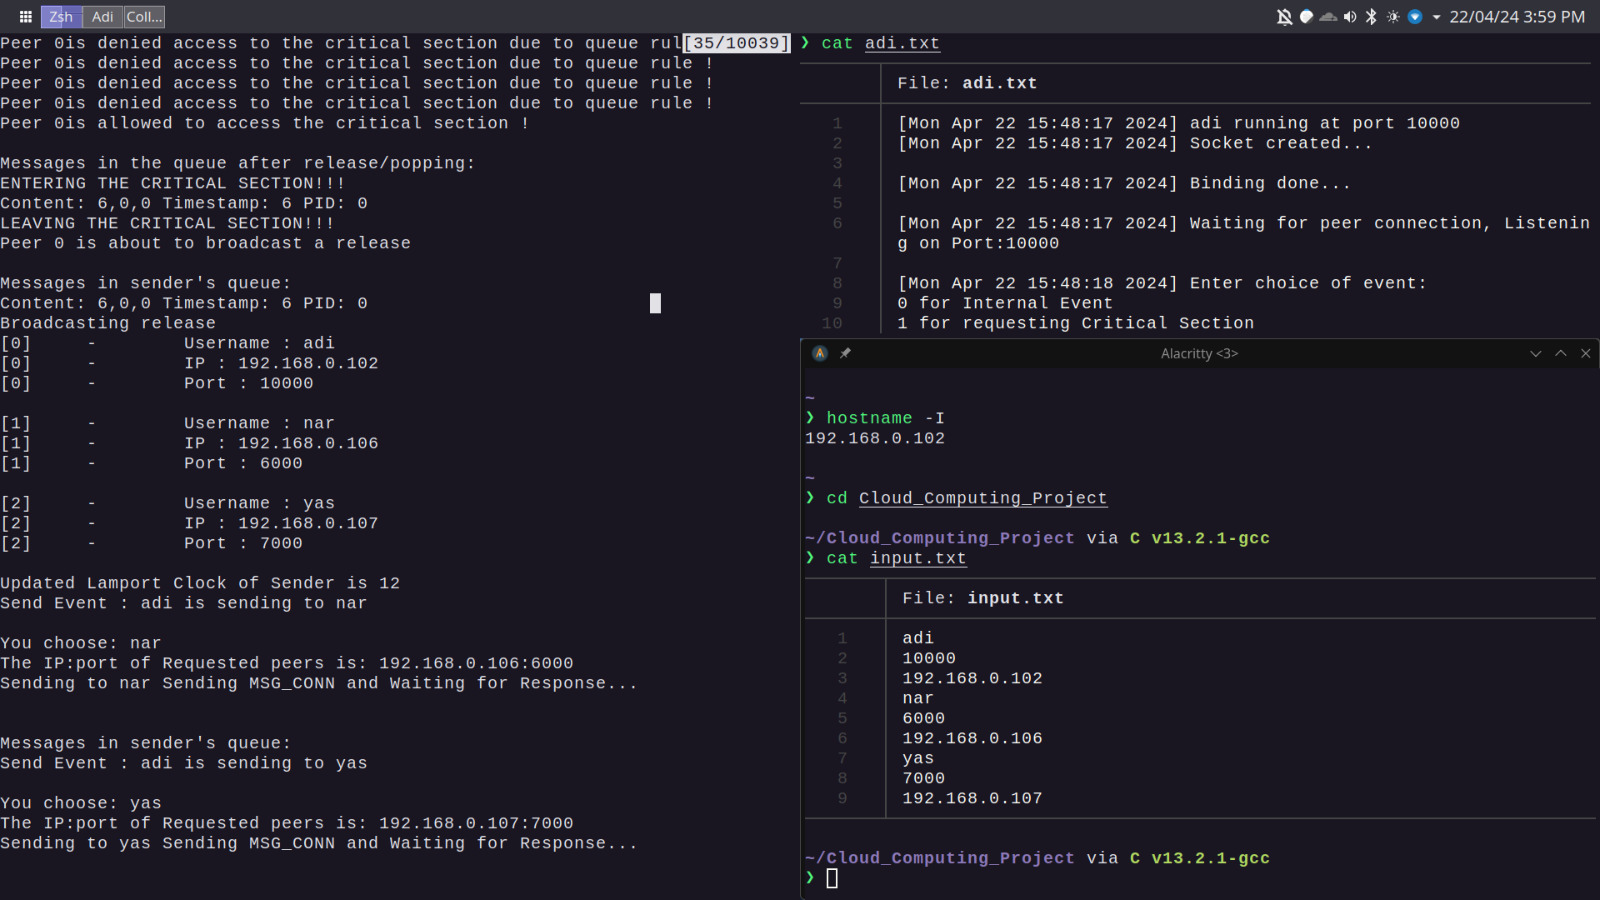 Zsh Adi Coll... 22/04/24 3:59 PM
Peer 0is denied access to the critical section due to queue rul[35/10039]
Peer 0is denied access to the critical section due to queue rule !
Peer 0is denied access to the critical section due to queue rule !
Peer 0is denied access to the critical section due to queue rule !
Peer 0is allowed to access the critical section !
Messages in the queue after release/popping:
ENTERING THE CRITICAL SECTION!!!
Content: 6,0,0 Timestamp: 6 PID: 0
LEAVING THE CRITICAL SECTION!!!
Peer 0 is about to broadcast a release
Messages in sender's queue:
Content: 6,0,0 Timestamp: 6 PID: 0
Broadcasting release
[0] - Username : adi
[0] - IP : 192.168.0.102
[0] - Port : 10000
[1] - Username : nar
[1] - IP : 192.168.0.106
[1] - Port : 6000
[2] - Username : yas
[2] - IP : 192.168.0.107
[2] - Port : 7000
Updated Lamport Clock of Sender is 12
Send Event : adi is sending to nar
You choose: nar
The IP:port of Requested peers is: 192.168.0.106:6000
Sending to nar Sending MSG_CONN and Waiting for Response...
Messages in sender's queue:
Send Event : adi is sending to yas
You choose: yas
The IP:port of Requested peers is: 192.168.0.107:7000
Sending to yas Sending MSG_CONN and Waiting for Response...
❯ cat adi.txt
File: adi.txt
1 [Mon Apr 22 15:48:17 2024] adi running at port 10000
2 [Mon Apr 22 15:48:17 2024] Socket created...
3
4 [Mon Apr 22 15:48:17 2024] Binding done...
5
6 [Mon Apr 22 15:48:17 2024] Waiting for peer connection, Listenin
g on Port:10000
7
8 [Mon Apr 22 15:48:18 2024] Enter choice of event:
9 0 for Internal Event
10 1 for requesting Critical Section
Alacritty <3>
~
❯ hostname -I
192.168.0.102
~
❯ cd Cloud_Computing_Project
~/Cloud_Computing_Project via C v13.2.1-gcc
❯ cat input.txt
File: input.txt
1 adi
2 10000
3 192.168.0.102
4 nar
5 6000
6 192.168.0.106
7 yas
8 7000
9 192.168.0.107
~/Cloud_Computing_Project via C v13.2.1-gcc
❯